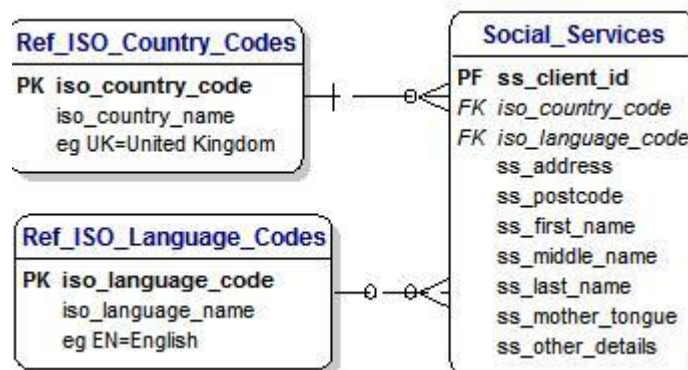 Ref_ISO_Country_Codes
PK iso_country_code
iso_country_name
eg UK=United Kingdom
Ref_ISO_Language_Codes
PK iso_language_code
iso_language_name
eg EN=English
Social_Services
PF ss_client_id
FK iso_country_code
FK iso_language_code
ss_address
ss_postcode
ss_first_name
ss_middle_name
ss_last_name
ss_mother_tongue
ss_other_details